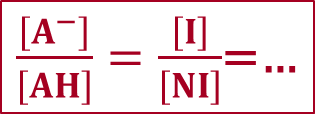 [A⁻]/[AH] = [I]/[NI] = ...